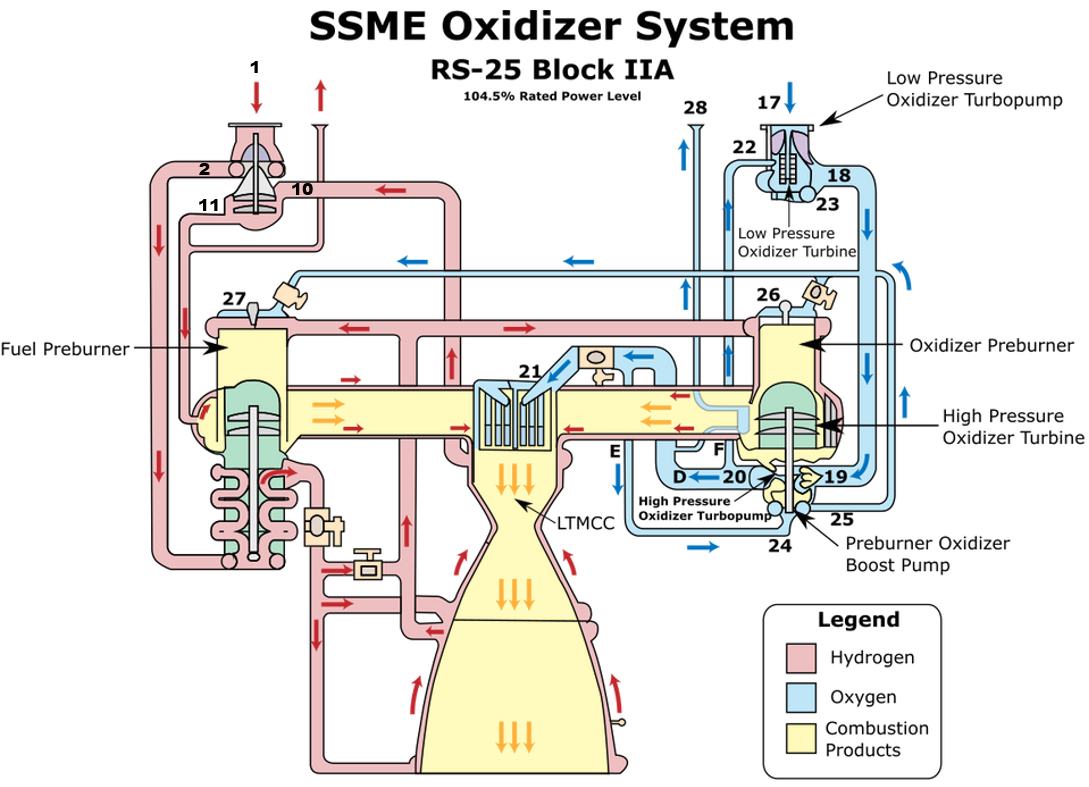 SSME Oxidizer System
RS-25 Block IIA
104.5% Rated Power Level
1
28
17
Low Pressure
Oxidizer Turbopump
22
2
18
10
11
23
Low Pressure
Oxidizer Turbine
27
26
Fuel Preburner
Oxidizer Preburner
21
High Pressure
Oxidizer Turbine
E
F
D
20
19
High Pressure
Oxidizer Turbopump
25
LTMCC
24
Preburner Oxidizer
Boost Pump
Legend
Hydrogen
Oxygen
Combustion
Products